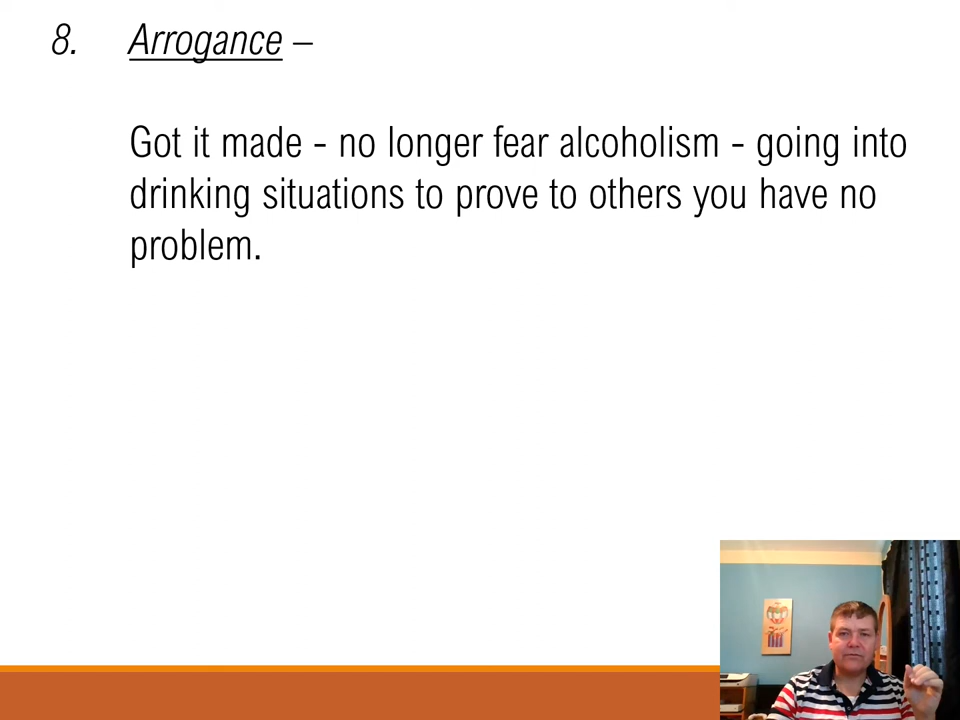 8. Arrogance –
Got it made - no longer fear alcoholism - going into
drinking situations to prove to others you have no
problem.